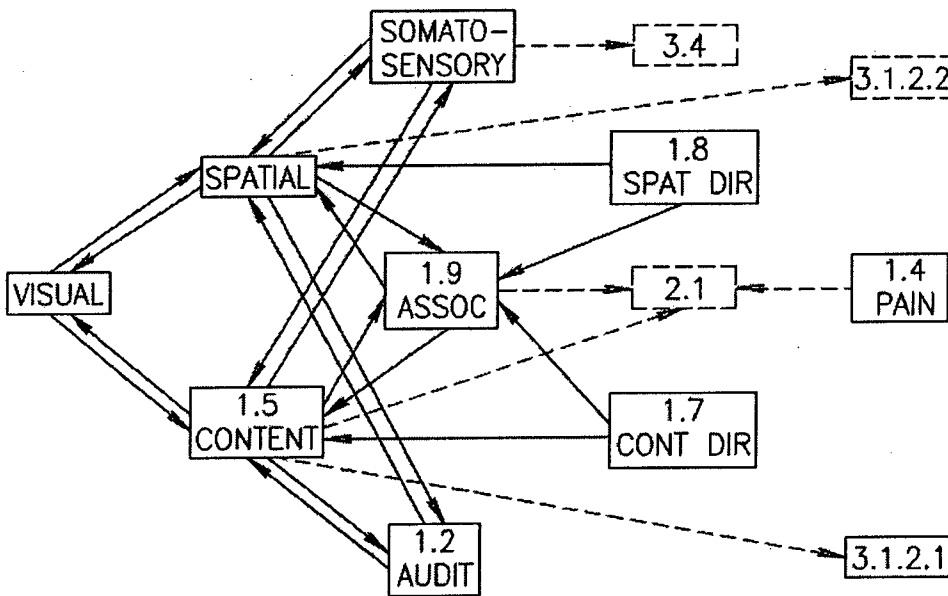 SOMATO-
SENSORY
3.4
3.1.2.2
SPATIAL
1.8
SPAT DIR
VISUAL
1.9
ASSOC
2.1
1.4
PAIN
1.5
CONTENT
1.7
CONT DIR
1.2
AUDIT
3.1.2.1